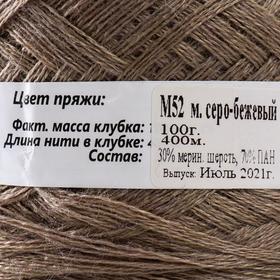 Цвет пряжи: М52 м. серо-бежевый
Факт. масса клубка: 100г.
Длина нити в клубке: 400м.
Состав: 30% мерин. шерсть, 70% ПАН
Выпуск: Июль 2021г.